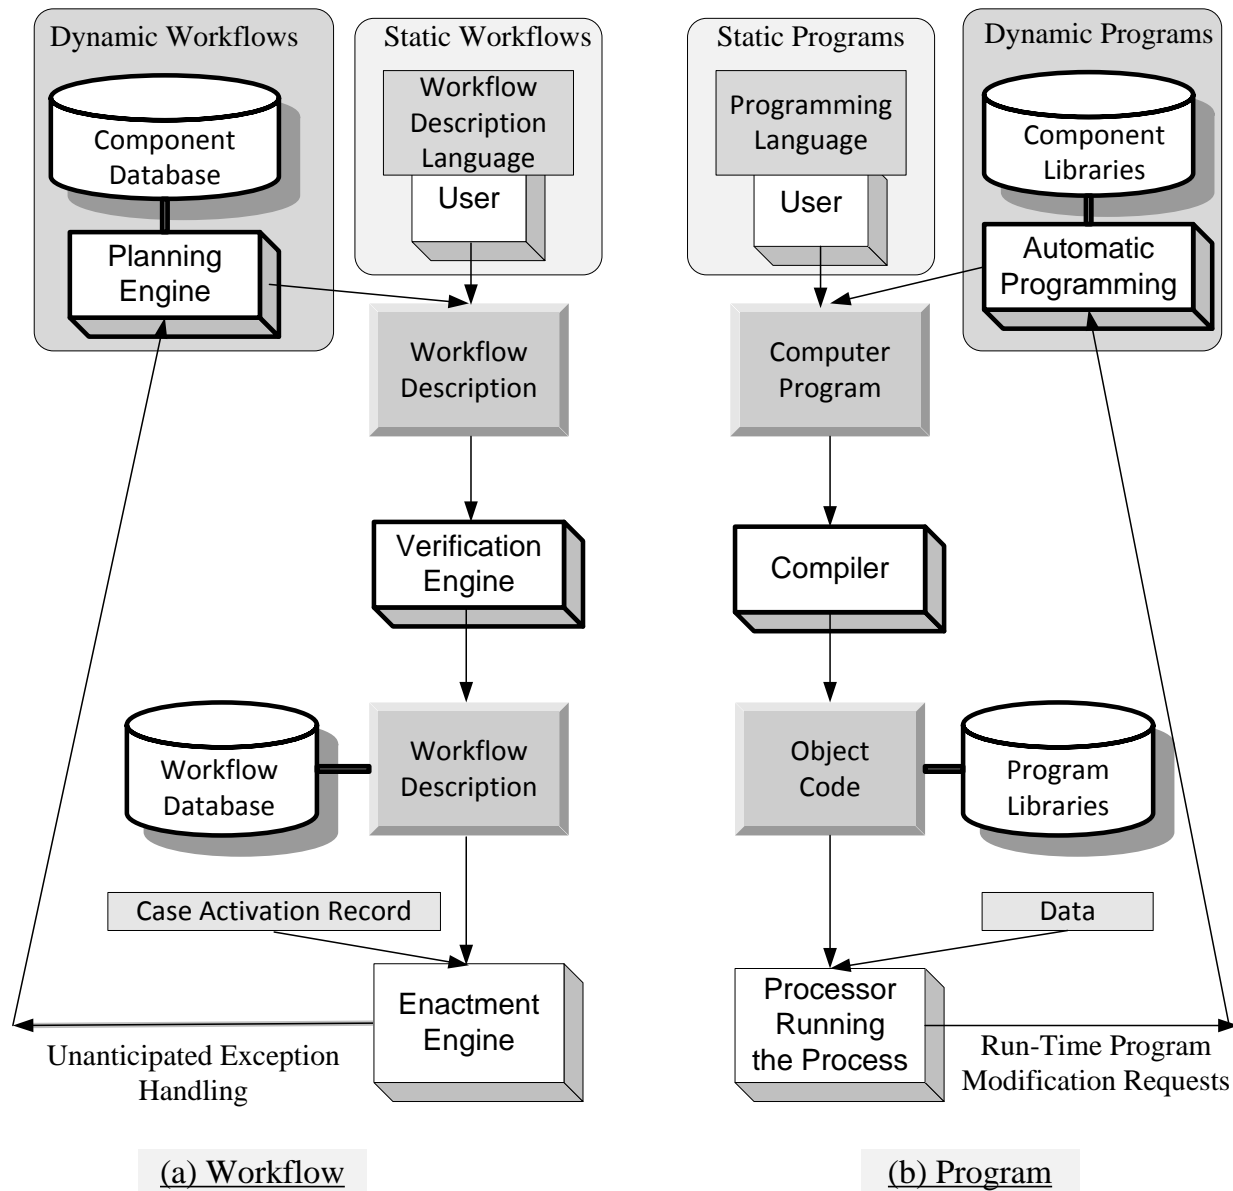 Dynamic Workflows
Component
Database
Planning
Engine
Static Workflows
Workflow
Description
Language
User
Workflow
Description
Verification
Engine
Workflow
Database
Workflow
Description
Case Activation Record
Enactment
Engine
Unanticipated Exception
Handling
(a) Workflow
Static Programs
Programming
Language
User
Dynamic Programs
Component
Libraries
Automatic
Programming
Computer
Program
Compiler
Object
Code
Program
Libraries
Data
Processor
Running
the Process
Run-Time Program
Modification Requests
(b) Program